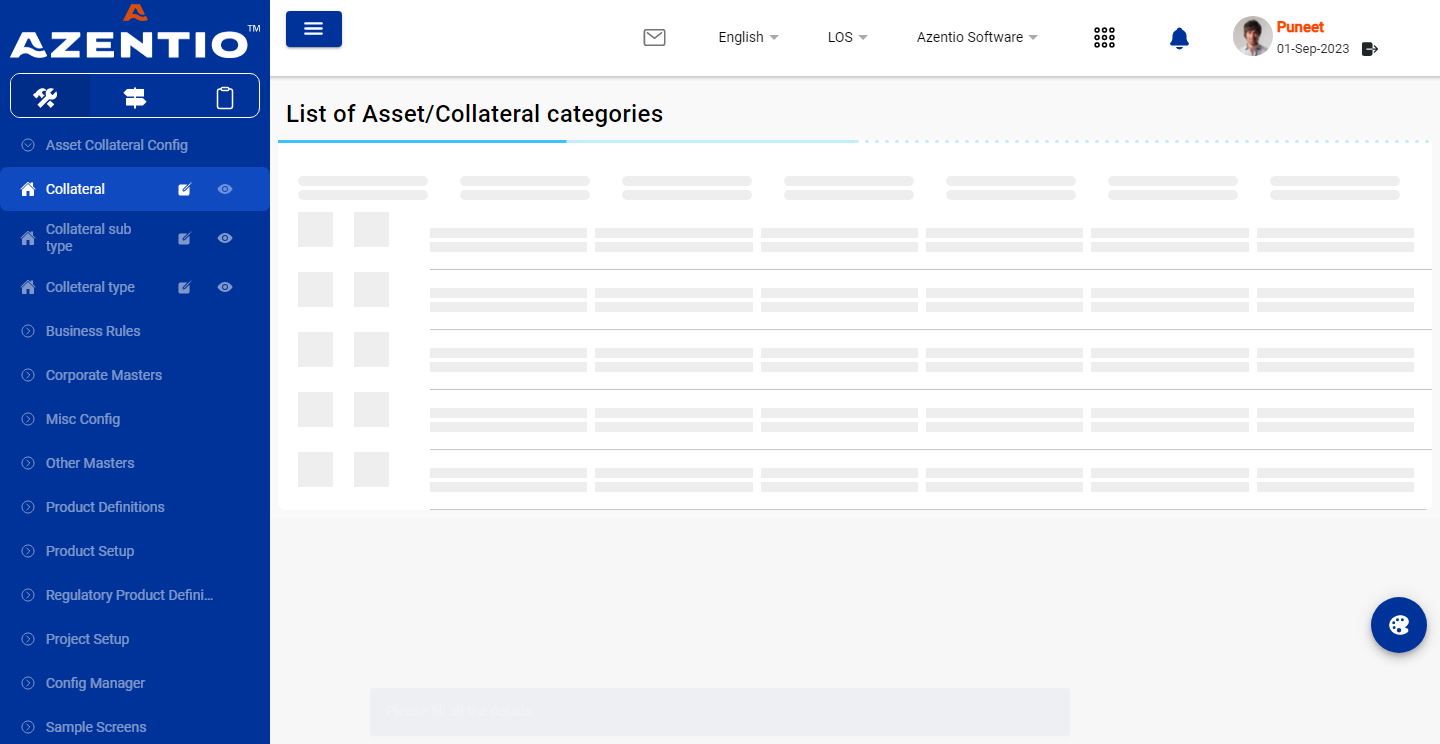 AZENTIO™
English
LOS
Azentio Software
Puneet
01-Sep-2023
List of Asset/Collateral categories
Asset Collateral Config
Collateral
Collateral sub
type
Colleteral type
Business Rules
Corporate Masters
Misc Config
Other Masters
Product Definitions
Product Setup
Regulatory Product Defini...
Project Setup
Config Manager
Sample Screens